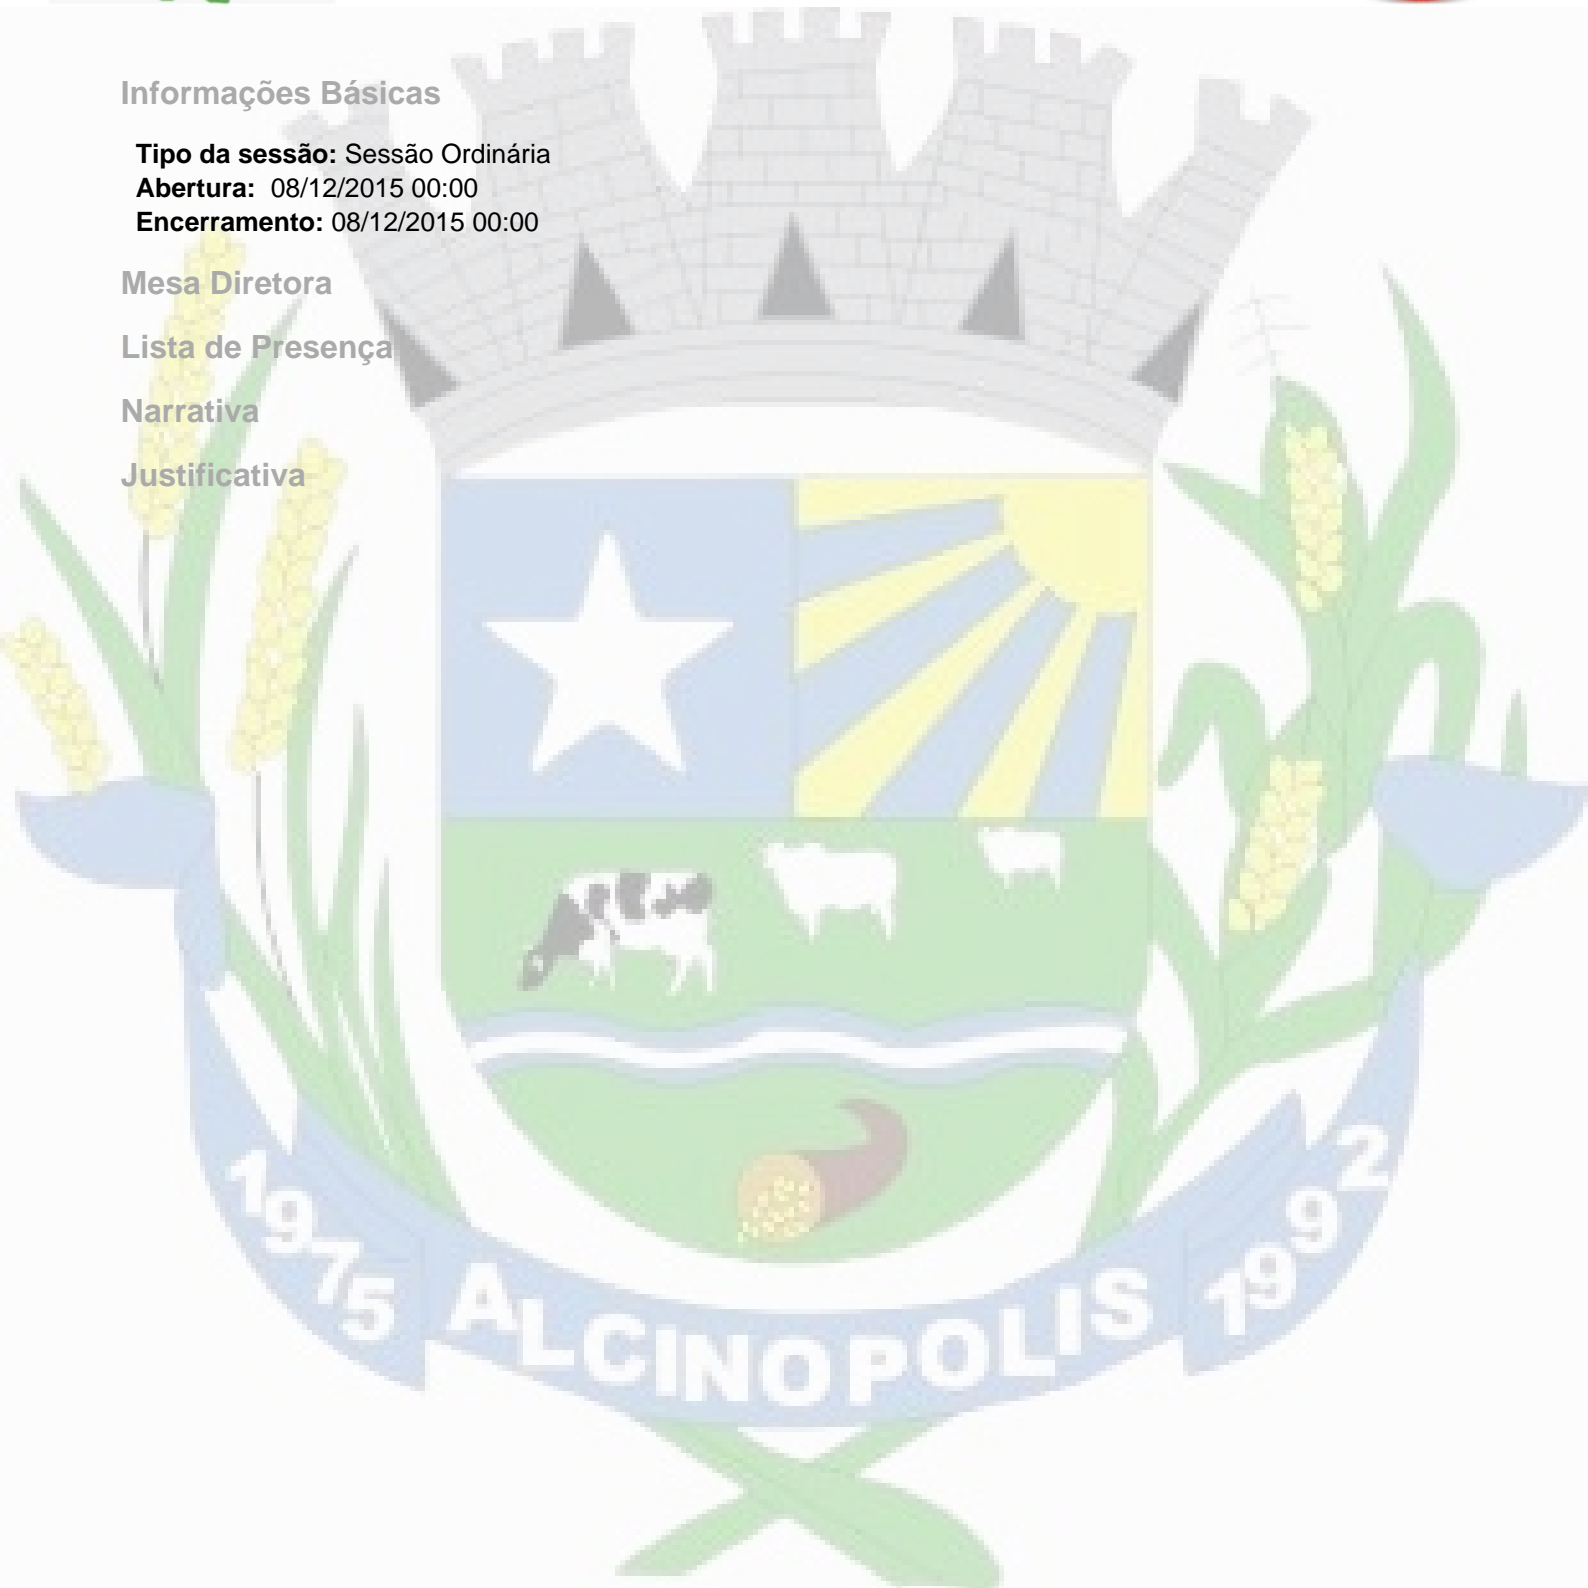 Informações Básicas
Tipo da sessão: Sessão Ordinária
Abertura: 08/12/2015 00:00
Encerramento: 08/12/2015 00:00
Mesa Diretora
Lista de Presença
Narrativa
Justificativa
1975 ALCINOPOLIS 1992